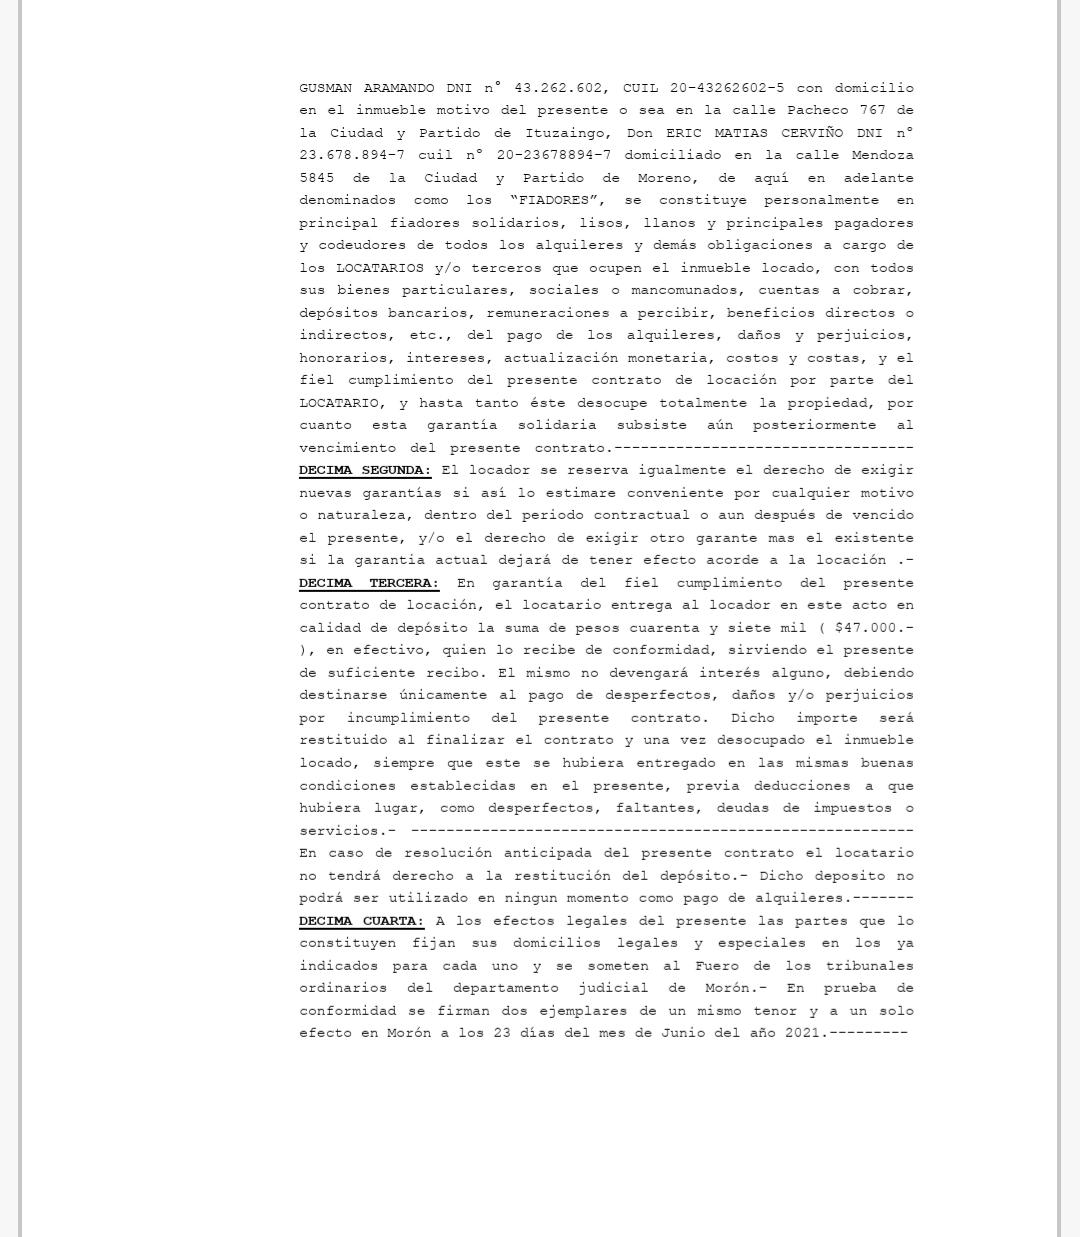 GUSMAN ARAMANDO DNI n° 43.262.602, CUIL 20-43262602-5 con domicilio
en el inmueble motivo del presente o sea en la calle Pacheco 767 de
la Ciudad y Partido de Ituzaingo, Don ERIC MATIAS CERVIÑO DNI nº
23.678.894-7 cuil nº 20-23678894-7 domiciliado en la calle Mendoza
5845 de la Ciudad y Partido de Moreno, de aquí en adelante
denominados como los “FIADORES”, se constituye personalmente en
principal fiadores solidarios, lisos, llanos y principales pagadores
y codeudores de todos los alquileres y demás obligaciones a cargo de
los LOCATARIOS y/o terceros que ocupen el inmueble locado, con todos
sus bienes particulares, sociales o mancomunados, cuentas a cobrar,
depósitos bancarios, remuneraciones a percibir, beneficios directos o
indirectos, etc., del pago de los alquileres, daños y perjuicios,
honorarios, intereses, actualización monetaria, costos y costas, y el
fiel cumplimiento del presente contrato de locación por parte del
LOCATARIO, y hasta tanto éste desocupe totalmente la propiedad, por
cuanto esta garantía solidaria subsiste aún posteriormente al
vencimiento del presente contrato.----------------------------------
DECIMA SEGUNDA: El locador se reserva igualmente el derecho de exigir
nuevas garantías si así lo estimare conveniente por cualquier motivo
o naturaleza, dentro del periodo contractual o aun después de vencido
el presente, y/o el derecho de exigir otro garante mas el existente
si la garantia actual dejará de tener efecto acorde a la locación .-
DECIMA TERCERA: En garantía del fiel cumplimiento del presente
contrato de locación, el locatario entrega al locador en este acto en
calidad de depósito la suma de pesos cuarenta y siete mil ( $47.000.-
), en efectivo, quien lo recibe de conformidad, sirviendo el presente
de suficiente recibo. El mismo no devengará interés alguno, debiendo
destinarse únicamente al pago de desperfectos, daños y/o perjuicios
por incumplimiento del presente contrato. Dicho importe será
restituido al finalizar el contrato y una vez desocupado el inmueble
locado, siempre que este se hubiera entregado en las mismas buenas
condiciones establecidas en el presente, previa deducciones a que
hubiera lugar, como desperfectos, faltantes, deudas de impuestos o
servicios.- ---------------------------------------------------------
En caso de resolución anticipada del presente contrato el locatario
no tendrá derecho a la restitución del depósito.- Dicho deposito no
podrá ser utilizado en ningun momento como pago de alquileres.-------
DECIMA CUARTA: A los efectos legales del presente las partes que lo
constituyen fijan sus domicilios legales y especiales en los ya
indicados para cada uno y se someten al Fuero de los tribunales
ordinarios del departamento judicial de Morón.- En prueba de
conformidad se firman dos ejemplares de un mismo tenor y a un solo
efecto en Morón a los 23 días del mes de Junio del año 2021.---------